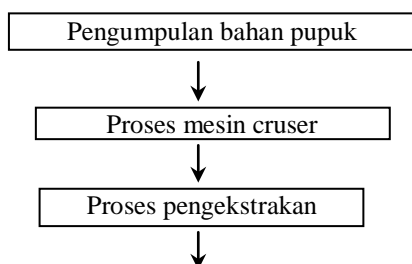 Pengumpulan bahan pupuk
Proses mesin cruser
Proses pengekstrakan